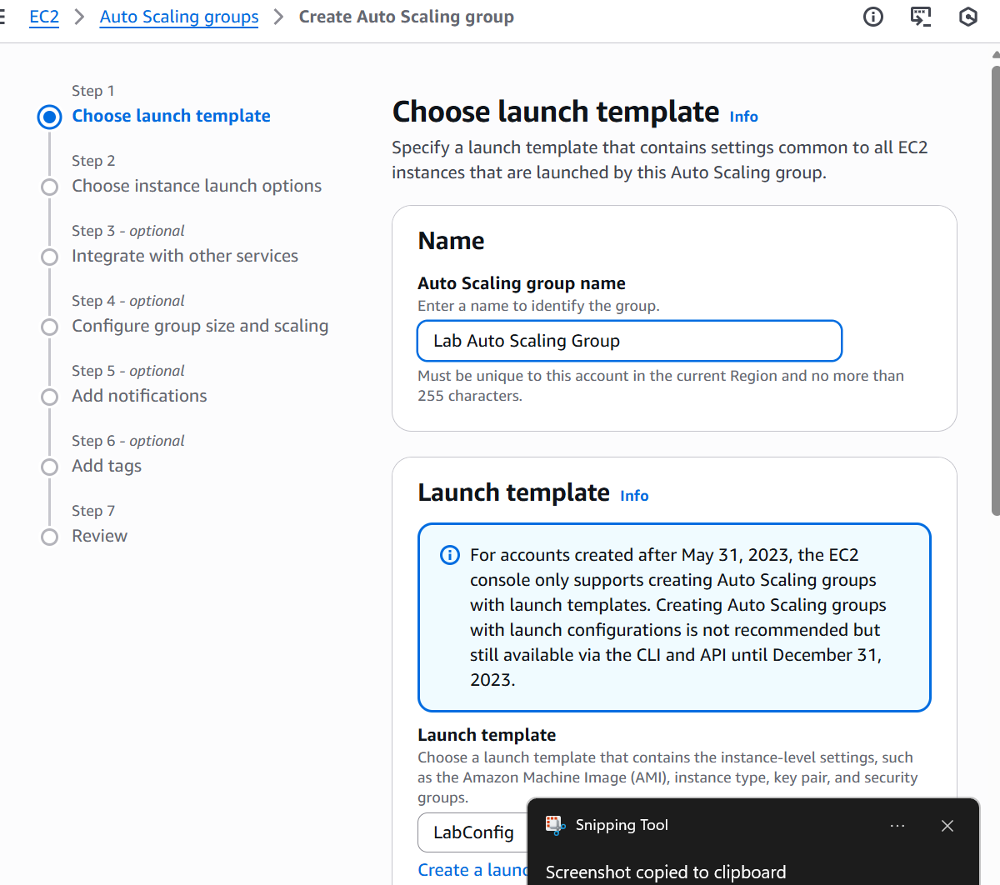 EC2 > Auto Scaling groups > Create Auto Scaling group
Step 1
Choose launch template
Step 2
Choose instance launch options
Step 3 - optional
Integrate with other services
Step 4 - optional
Configure group size and scaling
Step 5 - optional
Add notifications
Step 6 - optional
Add tags
Step 7
Review
Choose launch template Info
Specify a launch template that contains settings common to all EC2
instances that are launched by this Auto Scaling group.
Name
Auto Scaling group name
Enter a name to identify the group.
Lab Auto Scaling Group
Must be unique to this account in the current Region and no more than
255 characters.
Launch template Info
For accounts created after May 31, 2023, the EC2
console only supports creating Auto Scaling groups
with launch templates. Creating Auto Scaling groups
with launch configurations is not recommended but
still available via the CLI and API until December 31,
2023.
Launch template
Choose a launch template that contains the instance-level settings, such
as the Amazon Machine Image (AMI), instance type, key pair, and security
groups.
LabConfig
Create a launc
Snipping Tool
Screenshot copied to clipboard